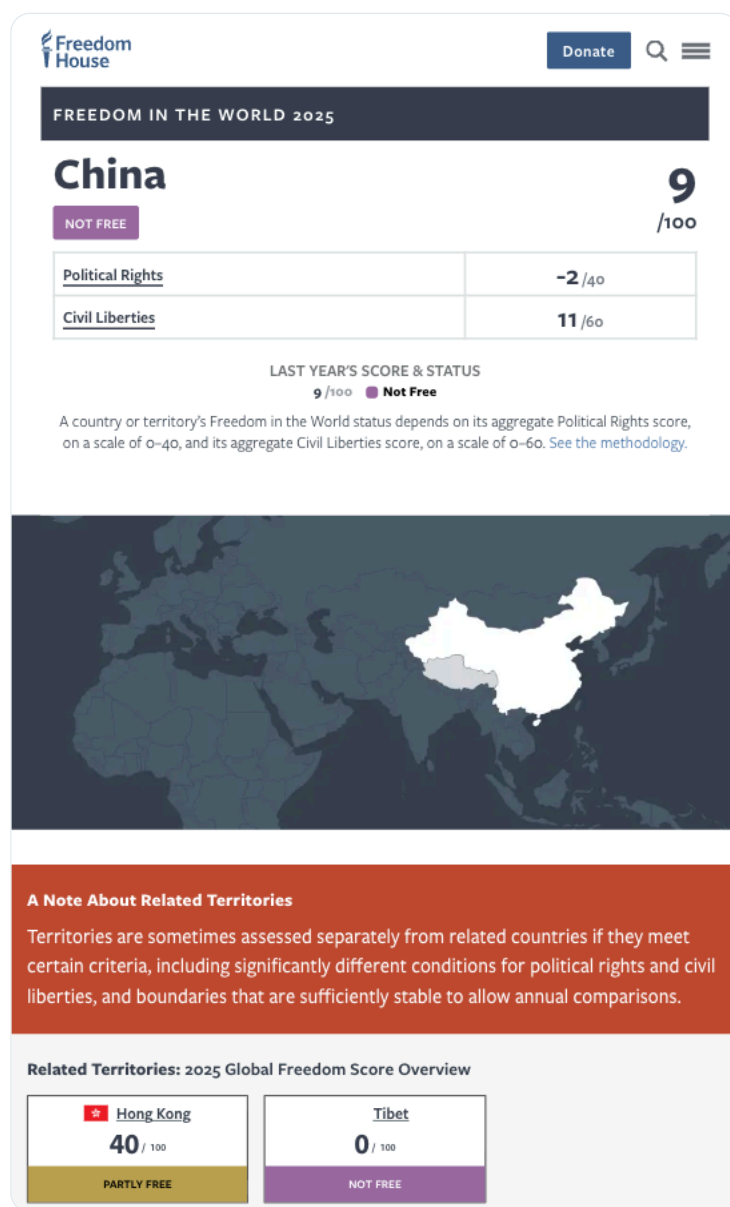 Freedom
House
Donate
FREEDOM IN THE WORLD 2025
China
9
NOT FREE
/100
Political Rights
-2 /40
Civil Liberties
11 /60
LAST YEAR'S SCORE & STATUS
9 /100 Not Free
A country or territory's Freedom in the World status depends on its aggregate Political Rights score,
on a scale of 0–40, and its aggregate Civil Liberties score, on a scale of 0–60. See the methodology.
A Note About Related Territories
Territories are sometimes assessed separately from related countries if they meet
certain criteria, including significantly different conditions for political rights and civil
liberties, and boundaries that are sufficiently stable to allow annual comparisons.
Related Territories: 2025 Global Freedom Score Overview
Hong Kong
40 / 100
PARTLY FREE
Tibet
0 / 100
NOT FREE